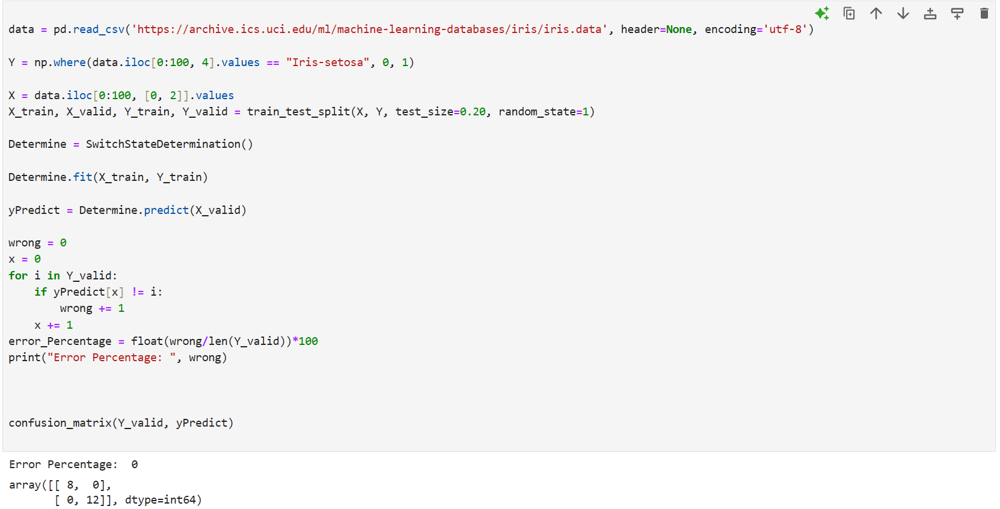 data = pd.read_csv('https://archive.ics.uci.edu/ml/machine-learning-databases/iris/iris.data', header=None, encoding='utf-8')
Y = np.where(data.iloc[0:100, 4].values == "Iris-setosa", 0, 1)
X = data.iloc[0:100, [0, 2]].values
X_train, X_valid, Y_train, Y_valid = train_test_split(X, Y, test_size=0.20, random_state=1)
Determine = SwitchStateDetermination()
Determine.fit(X_train, Y_train)
yPredict = Determine.predict(X_valid)
wrong = 0
x = 0
for i in Y_valid:
    if yPredict[x] != i:
        wrong += 1
    x += 1
error_Percentage = float(wrong/len(Y_valid))*100
print("Error Percentage: ", wrong)
confusion_matrix(Y_valid, yPredict)
Error Percentage:  0
array([[ 8,  0],
       [ 0, 12]], dtype=int64)